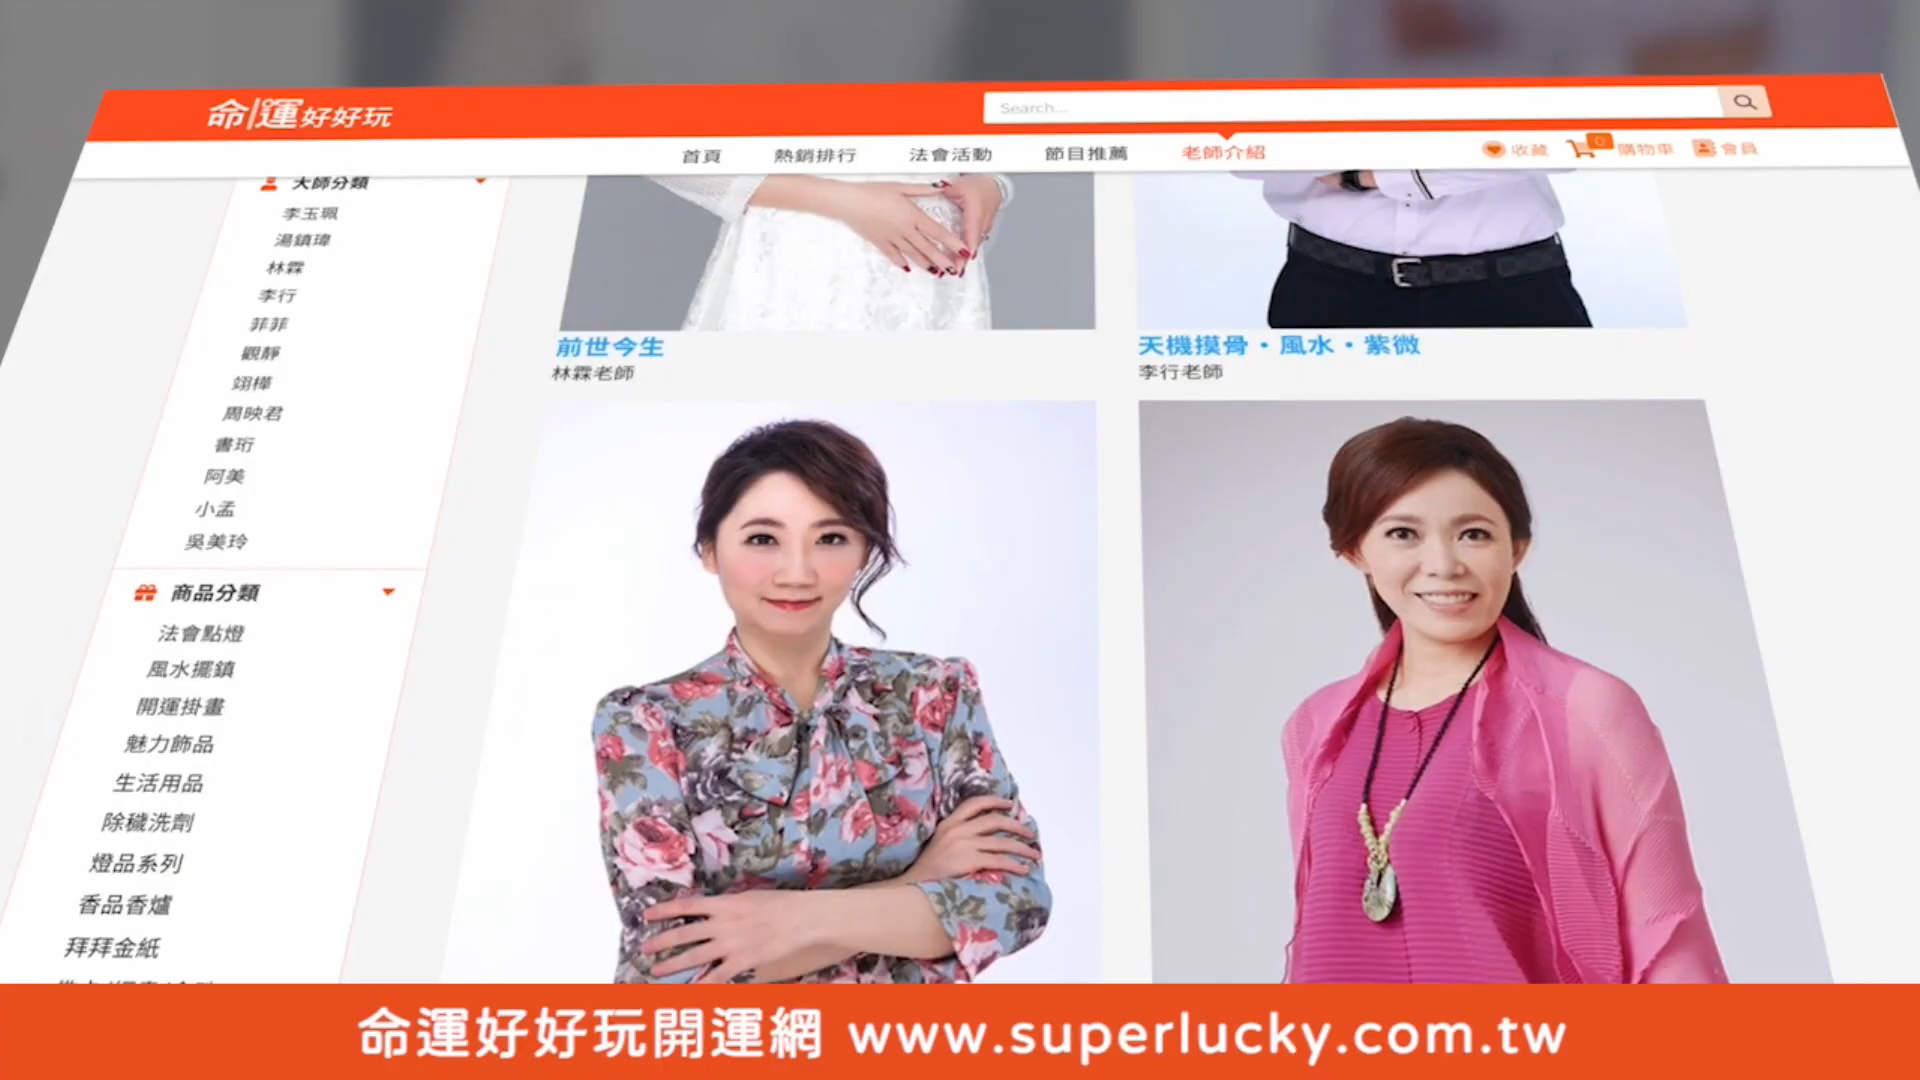 命運好好玩
Search...
首頁 熱銷排行 法會活動 節目推薦 老師介紹 收藏 0 購物車 會員
大師分類
李玉珮
湯鎮瑋
林霖
李行
菲菲
觀靜
翊樺
周映君
書珩
阿美
小孟
吳美玲
商品分類
法會點燈
風水擺鎮
開運掛畫
魅力飾品
生活用品
除穢洗劑
燈品系列
香品香爐
拜拜金紙
前世今生
林霖老師
天機摸骨・風水・紫微
李行老師
命運好好玩開運網 www.superlucky.com.tw